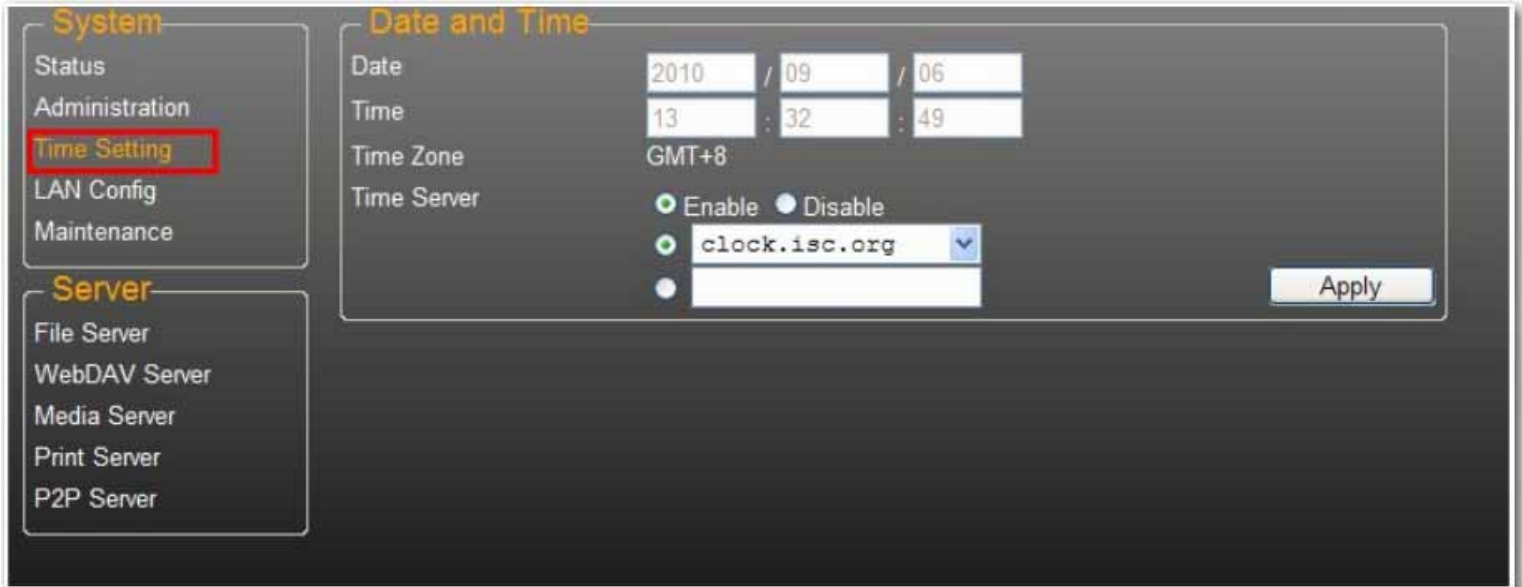 System
Status
Administration
Time Setting
LAN Config
Maintenance
Server
File Server
WebDAV Server
Media Server
Print Server
P2P Server
Date and Time
Date 2010 / 09 / 06
Time 13 : 32 : 49
Time Zone GMT+8
Time Server Enable Disable
clock.isc.org
Apply